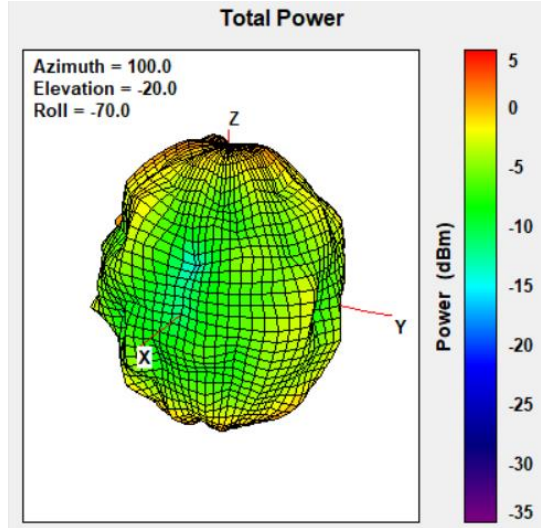 Total Power
Azimuth = 100.0
Elevation = -20.0
Roll = -70.0
Z
Y
X
Power (dBm)
5
0
-5
-10
-15
-20
-25
-30
-35